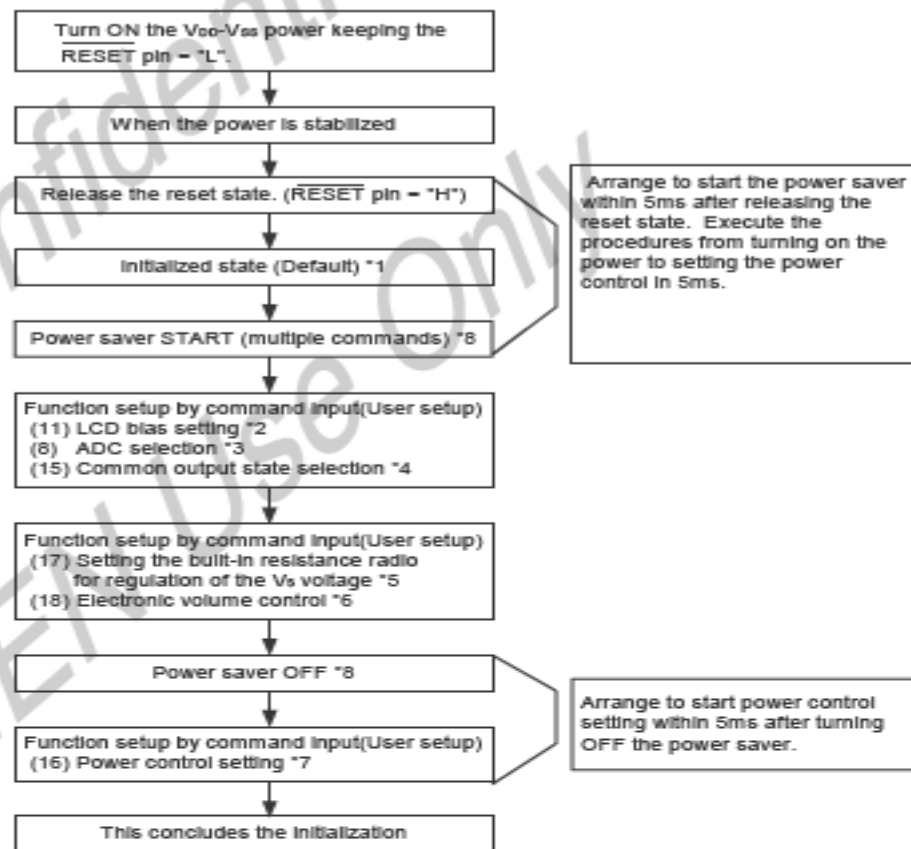 Turn ON the VDD-VSS power keeping the
RESET pin = "L".
When the power is stabilized
Release the reset state. (RESET pin = "H")
Initialized state (Default) *1
Power saver START (multiple commands) *8
Arrange to start the power saver
within 5ms after releasing the
reset state. Execute the
procedures from turning on the
power to setting the power
control in 5ms.
Function setup by command input(User setup)
(11) LCD bias setting *2
(8) ADC selection *3
(15) Common output state selection *4
Function setup by command input(User setup)
(17) Setting the built-in resistance radio
for regulation of the V5 voltage *5
(18) Electronic volume control *6
Power saver OFF *8
Function setup by command input(User setup)
(16) Power control setting *7
Arrange to start power control
setting within 5ms after turning
OFF the power saver.
This concludes the initialization
Use Only